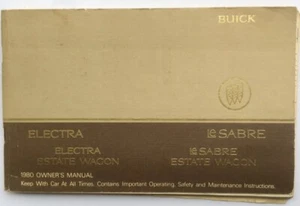 BUICK
ELECTRA
LeSABRE
ELECTRA
ESTATE WAGON
LeSABRE
ESTATE WAGON
1980 OWNER'S MANUAL
Keep With Car At All Times. Contains Important Operating, Safety and Maintenance Instructions.